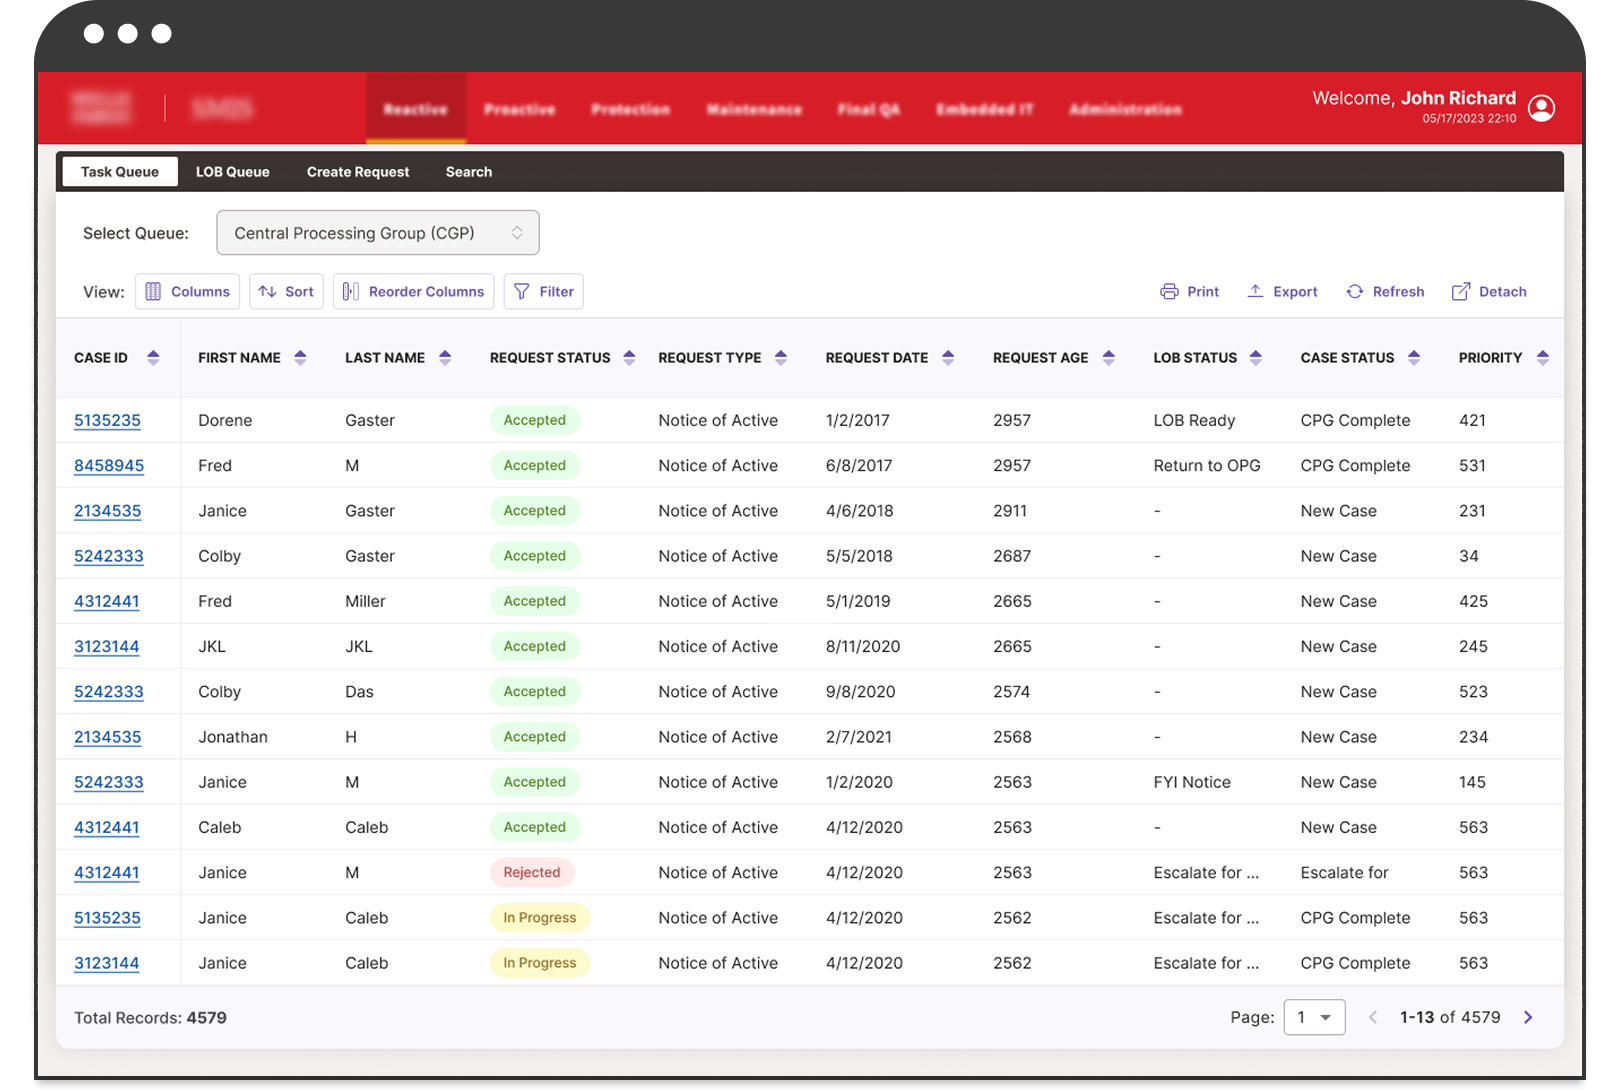 Reactive Proactive Protection Maintenance Final QA Embedded IT Administration
Welcome, John Richard
05/17/2023 22:10
Task Queue LOB Queue Create Request Search
Select Queue: Central Processing Group (CGP)
View: Columns Sort Reorder Columns Filter Print Export Refresh Detach
CASE ID FIRST NAME LAST NAME REQUEST STATUS REQUEST TYPE REQUEST DATE REQUEST AGE LOB STATUS CASE STATUS PRIORITY
5135235 Dorene Gaster Accepted Notice of Active 1/2/2017 2957 LOB Ready CPG Complete 421
8458945 Fred M Accepted Notice of Active 6/8/2017 2957 Return to OPG CPG Complete 531
2134535 Janice Gaster Accepted Notice of Active 4/6/2018 2911 - New Case 231
5242333 Colby Gaster Accepted Notice of Active 5/5/2018 2687 - New Case 34
4312441 Fred Miller Accepted Notice of Active 5/1/2019 2665 - New Case 425
3123144 JKL JKL Accepted Notice of Active 8/11/2020 2665 - New Case 245
5242333 Colby Das Accepted Notice of Active 9/8/2020 2574 - New Case 523
2134535 Jonathan H Accepted Notice of Active 2/7/2021 2568 - New Case 234
5242333 Janice M Accepted Notice of Active 1/2/2020 2563 FYI Notice New Case 145
4312441 Caleb Caleb Accepted Notice of Active 4/12/2020 2563 - New Case 563
4312441 Janice M Rejected Notice of Active 4/12/2020 2563 Escalate for ... Escalate for 563
5135235 Janice Caleb In Progress Notice of Active 4/12/2020 2562 Escalate for ... CPG Complete 563
3123144 Janice Caleb In Progress Notice of Active 4/12/2020 2562 Escalate for ... CPG Complete 563
Total Records: 4579 Page: 1 1-13 of 4579